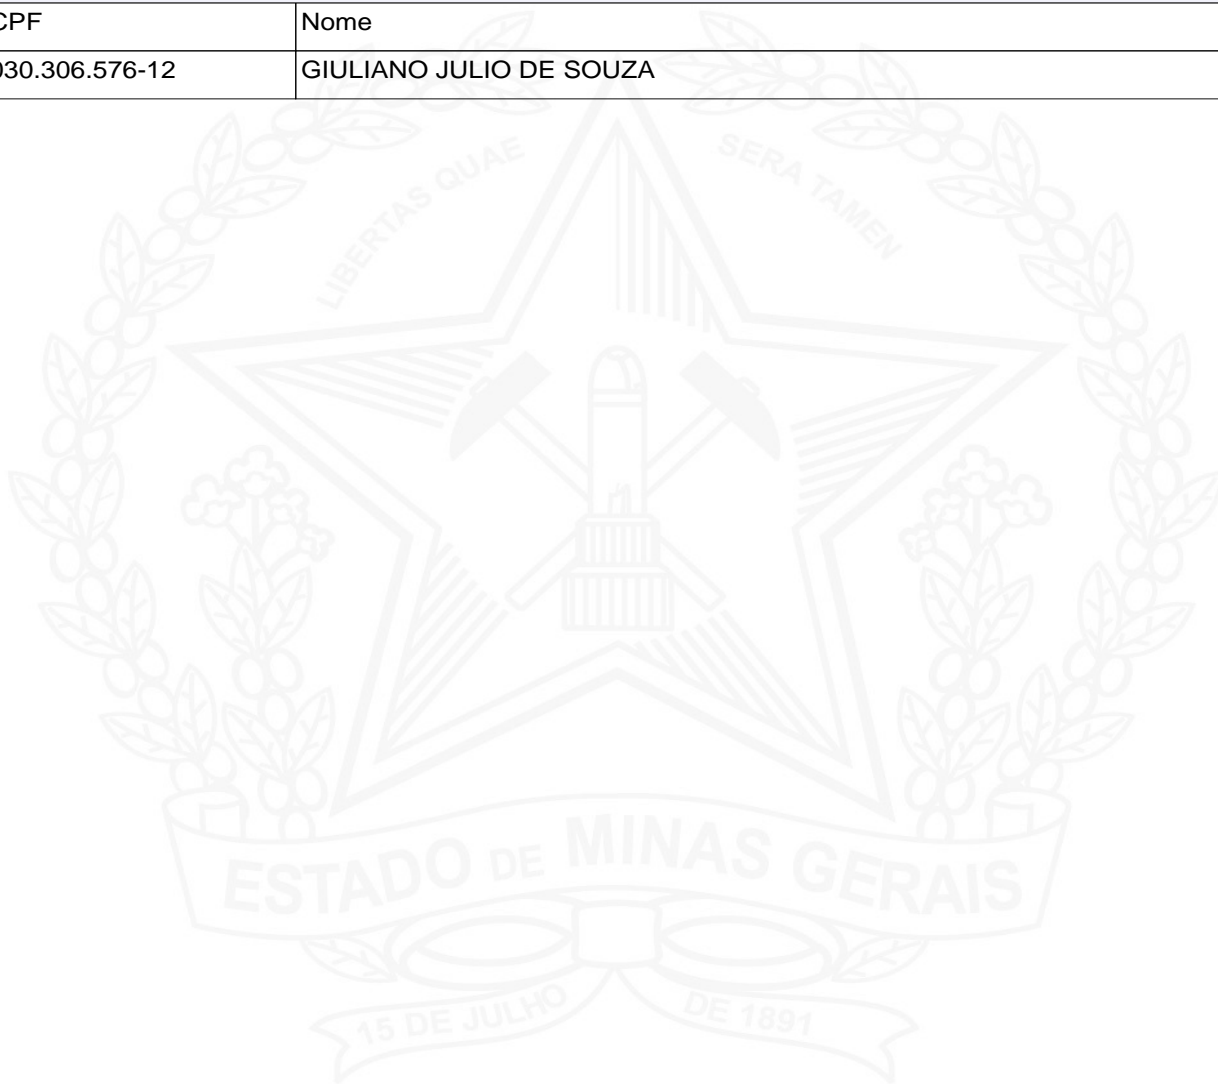 CPF Nome
030.306.576-12 GIULIANO JULIO DE SOUZA
LIBERTAS QUAE SERA TAMEN
ESTADO DE MINAS GERAIS
15 DE JULHO DE 1891